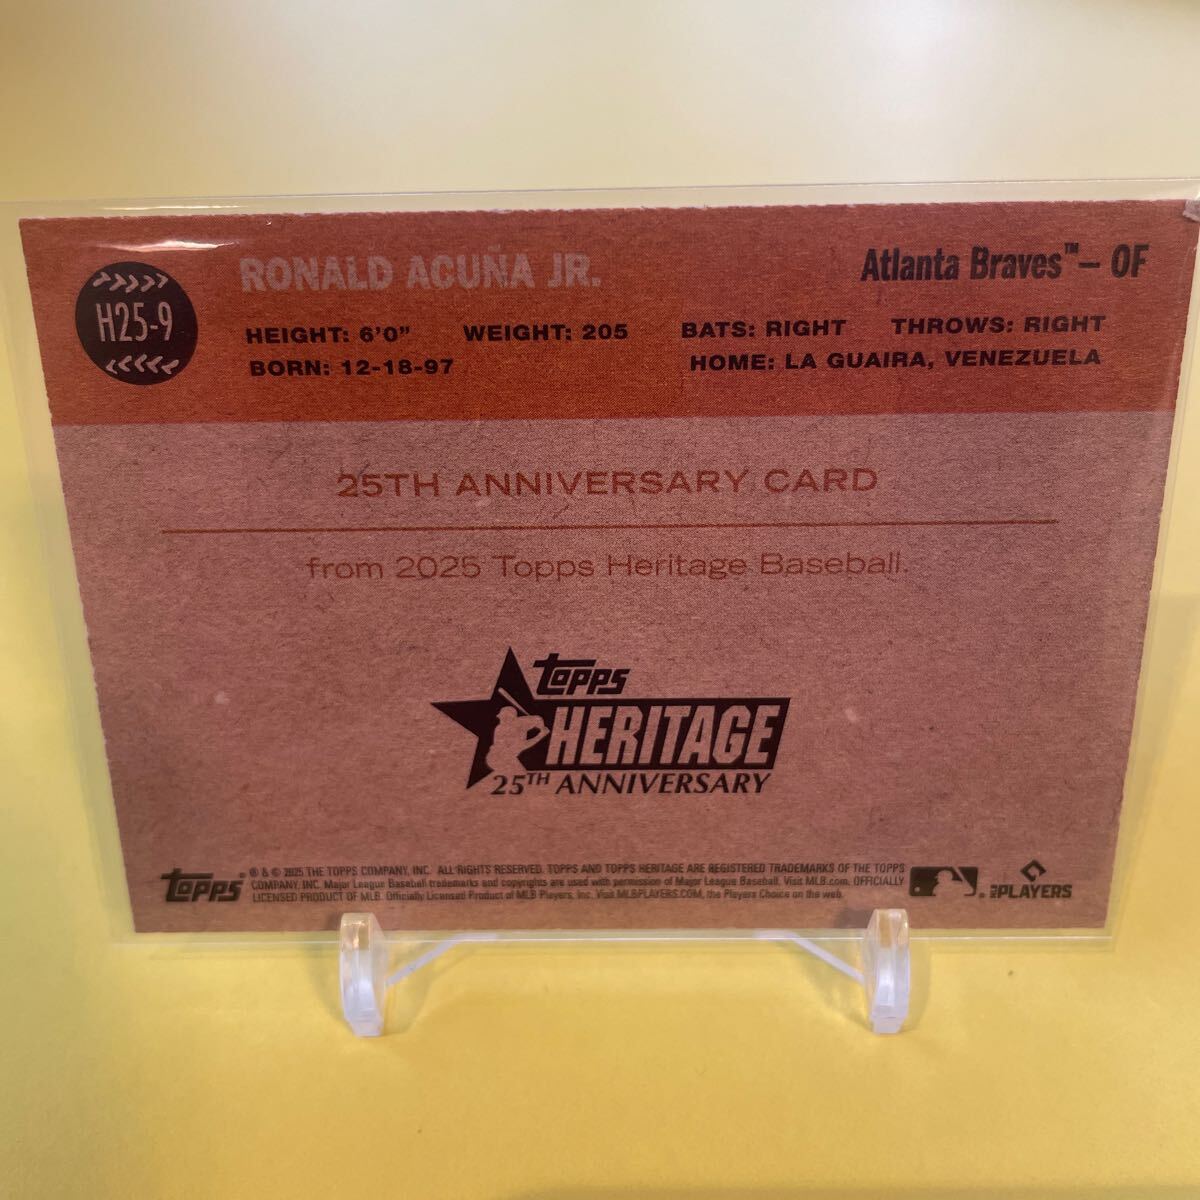 H25-9
RONALD ACUÑA JR.
Atlanta Braves™ – OF
HEIGHT: 6'0" WEIGHT: 205 BATS: RIGHT THROWS: RIGHT
BORN: 12-18-97 HOME: LA GUAIRA, VENEZUELA
25TH ANNIVERSARY CARD
from 2025 Topps Heritage Baseball
topps
HERITAGE
25TH ANNIVERSARY
topps
® & © 2025 THE TOPPS COMPANY, INC. ALL RIGHTS RESERVED. TOPPS AND TOPPS HERITAGE ARE REGISTERED TRADEMARKS OF THE TOPPS
COMPANY, INC. Major League Baseball trademarks and copyrights are used with permission of Major League Baseball. Visit MLB.com. OFFICIALLY
LICENSED PRODUCT OF MLB. Officially Licensed Product of MLB Players, Inc. Visit MLBPLAYERS.COM, the Players Choice on the web.
MLB PLAYERS